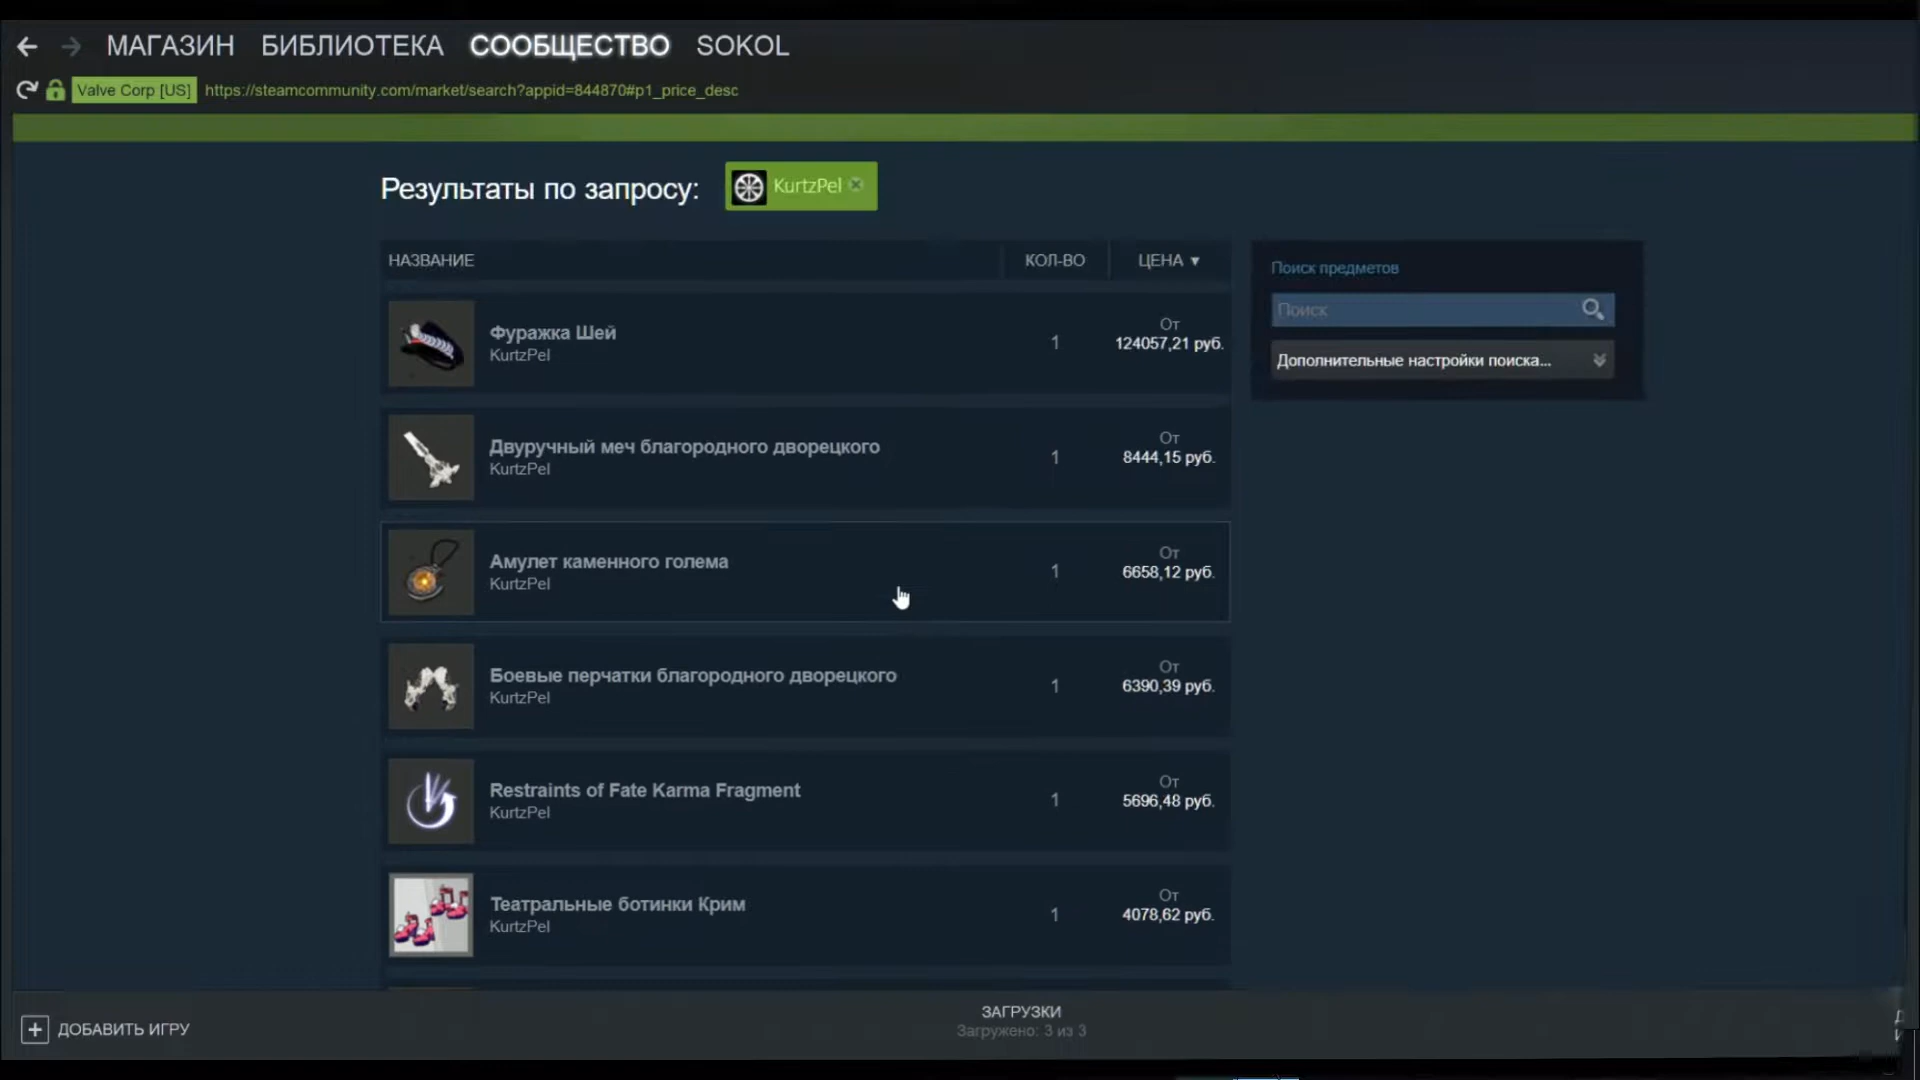 МАГАЗИН БИБЛИОТЕКА СООБЩЕСТВО SOKOL
Valve Corp [US] https://steamcommunity.com/market/search?appid=844870#p1_price_desc
Результаты по запросу: KurtzPel
НАЗВАНИЕ КОЛ-ВО ЦЕНА ▼
Фуражка Шей
KurtzPel
1
От
124057,21 руб.
Двуручный меч благородного дворецкого
KurtzPel
1
От
8444,15 руб.
Амулет каменного голема
KurtzPel
1
От
6658,12 руб.
Боевые перчатки благородного дворецкого
KurtzPel
1
От
6390,39 руб.
Restraints of Fate Karma Fragment
KurtzPel
1
От
5696,48 руб.
Театральные ботинки Крим
KurtzPel
1
От
4078,62 руб.
Поиск предметов
Поиск
Дополнительные настройки поиска...
ДОБАВИТЬ ИГРУ
ЗАГРУЗКИ
Загружено: 3 из 3